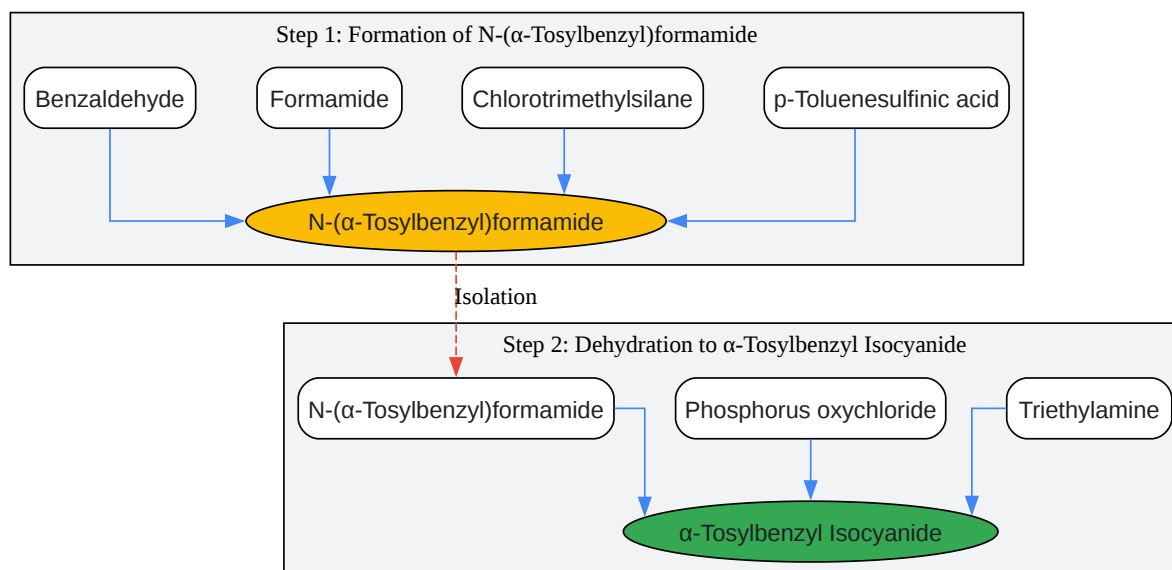 Step 1: Formation of N-(α-Tosylbenzyl)formamide
Benzaldehyde
Formamide
Chlorotrimethylsilane
p-Toluenesulfinic acid
N-(α-Tosylbenzyl)formamide
Isolation
Step 2: Dehydration to α-Tosylbenzyl Isocyanide
N-(α-Tosylbenzyl)formamide
Phosphorus oxychloride
Triethylamine
α-Tosylbenzyl Isocyanide